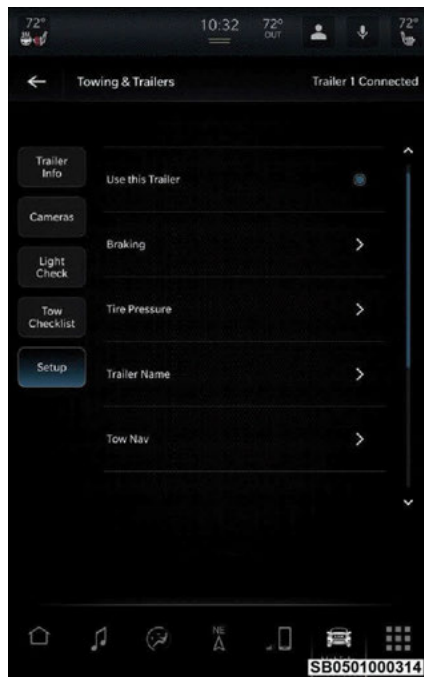 72°
10:32
72°
OUT
72°
Towing & Trailers
Trailer 1 Connected
Trailer
Info
Use this Trailer
Cameras
Braking
Light
Check
Tire Pressure
Tow
Checklist
Setup
Trailer Name
Tow Nav
NE
SB0501000314